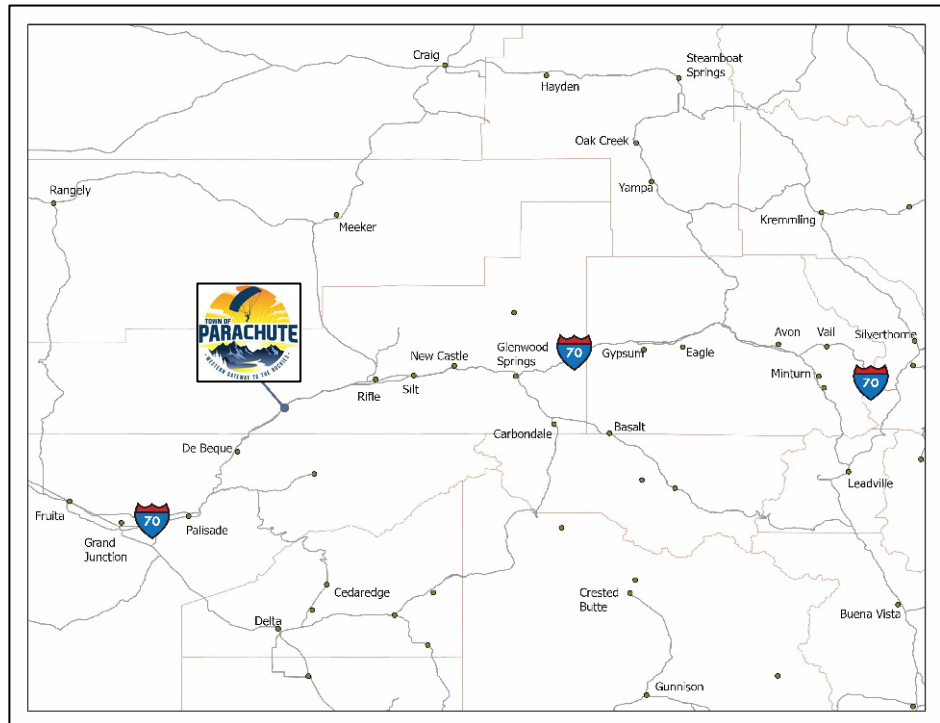 Craig
Hayden
Steamboat
Springs
Oak Creek
Yampa
Rangely
Meeker
Kremmling
TOWN OF
PARACHUTE
• WESTERN GATEWAY TO THE ROCKIES •
New Castle
Glenwood
Springs
70
Gypsum
Eagle
Avon
Vail
Silverthorne
Rifle
Silt
Minturn
70
Carbondale
Basalt
De Beque
Leadville
Fruita
70
Palisade
Grand
Junction
Cedaredge
Crested
Butte
Delta
Buena Vista
Gunnison